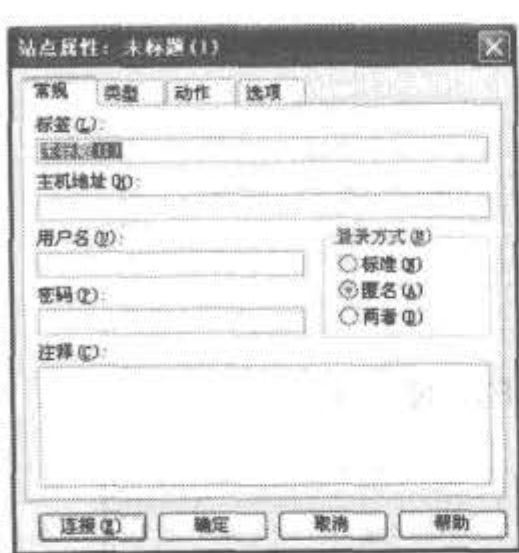 站点属性: 未标题(1)
常规 类型 动作 选项
标签(L):
主机地址(H):
用户名(U): 登录方式(E)
标准(N)
密码(P): 匿名(A)
两者(D)
注释(C):
连接(X) 确定 取消 帮助